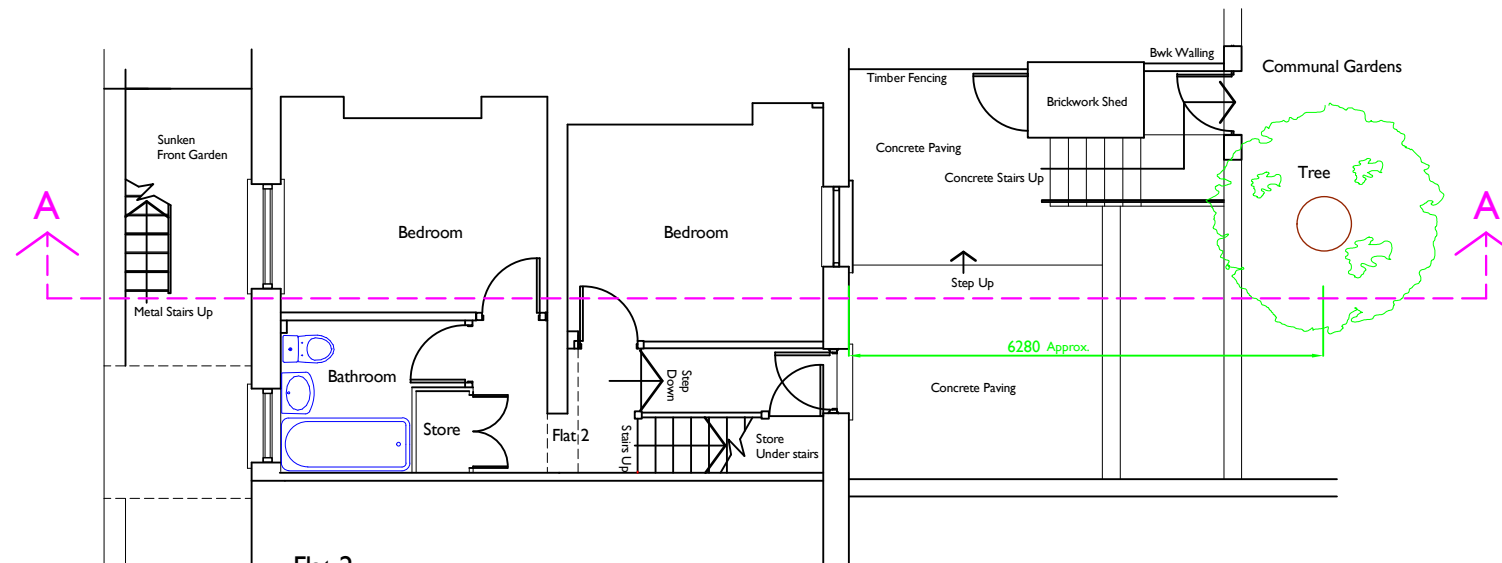 Bwk Walling
Communal Gardens
Timber Fencing
Brickwork Shed
Sunken
Front Garden
Concrete Paving
Concrete Stairs Up
Tree
A
A
Bedroom
Bedroom
Step Up
Metal Stairs Up
6280 Approx.
Bathroom
Step
Down
Concrete Paving
Store
Flat 2
Stairs Up
Store
Under stairs
Flat 2